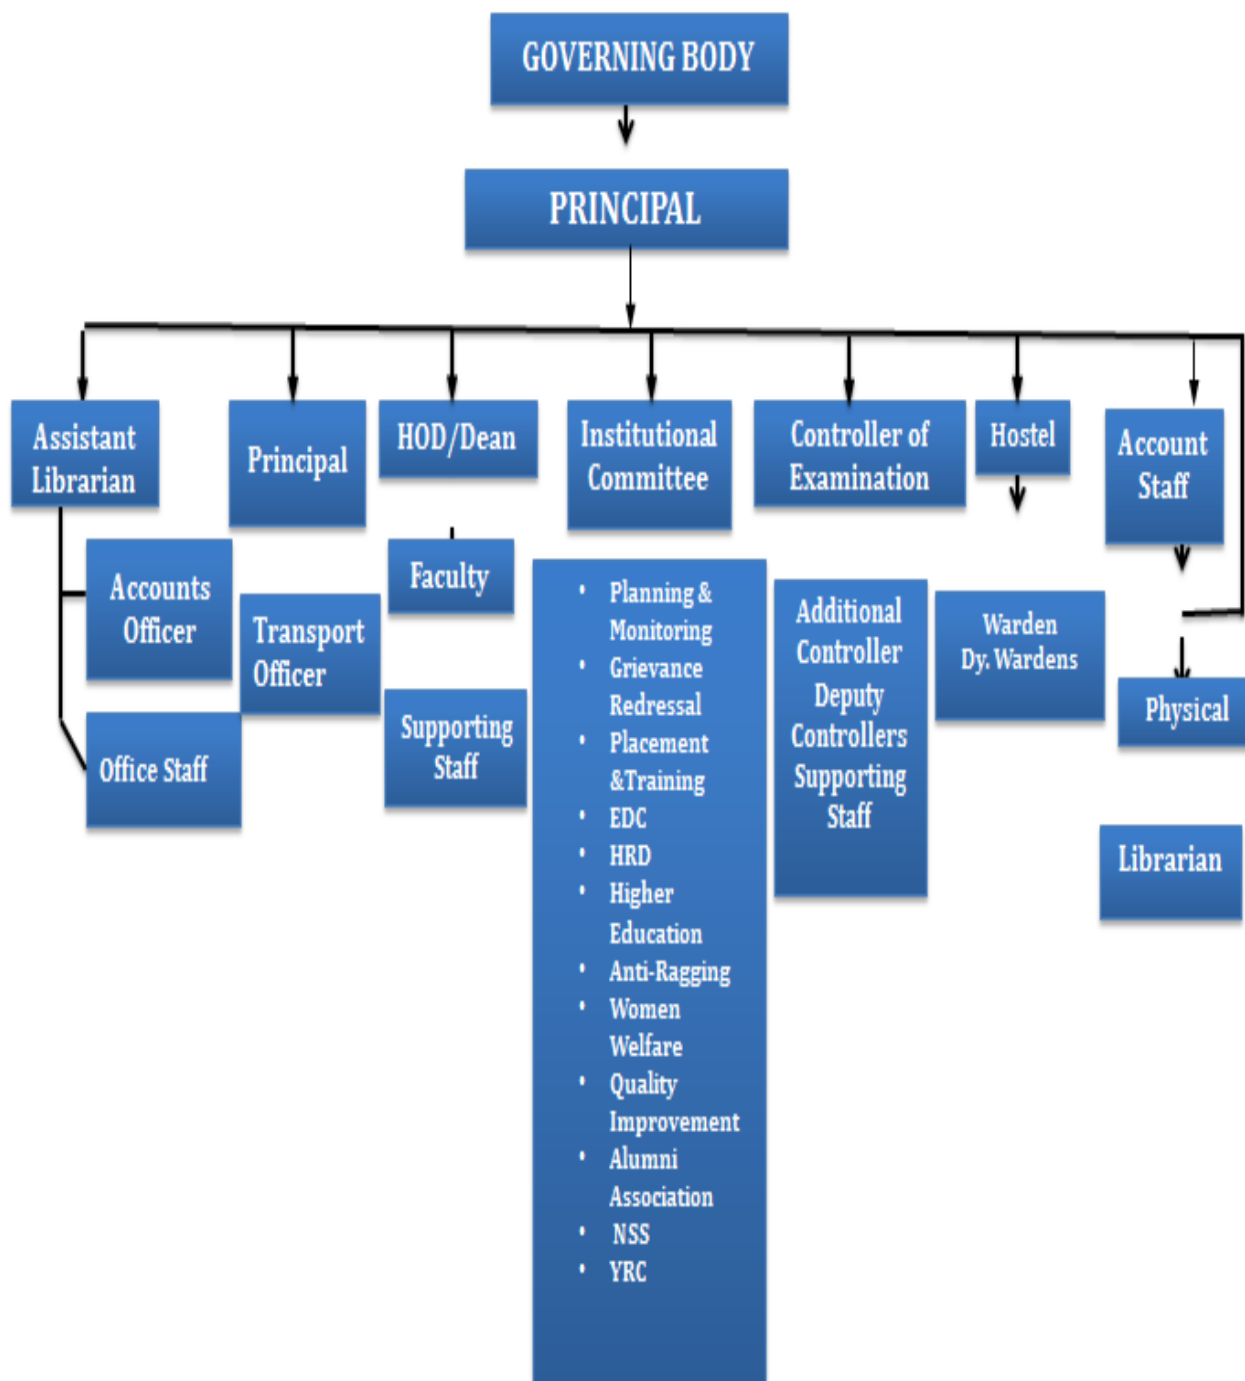 GOVERNING BODY
PRINCIPAL
Assistant
Librarian
Principal
HOD/Dean
Institutional
Committee
Controller of
Examination
Hostel
Account
Staff
Accounts
Officer
Office Staff
Transport
Officer
Faculty
Supporting
Staff
• Planning &
Monitoring
• Grievance
Redressal
• Placement
&Training
• EDC
• HRD
• Higher
Education
• Anti-Ragging
• Women
Welfare
• Quality
Improvement
• Alumni
Association
• NSS
• YRC
Additional
Controller
Deputy
Controllers
Supporting
Staff
Warden
Dy. Wardens
Physical
Librarian